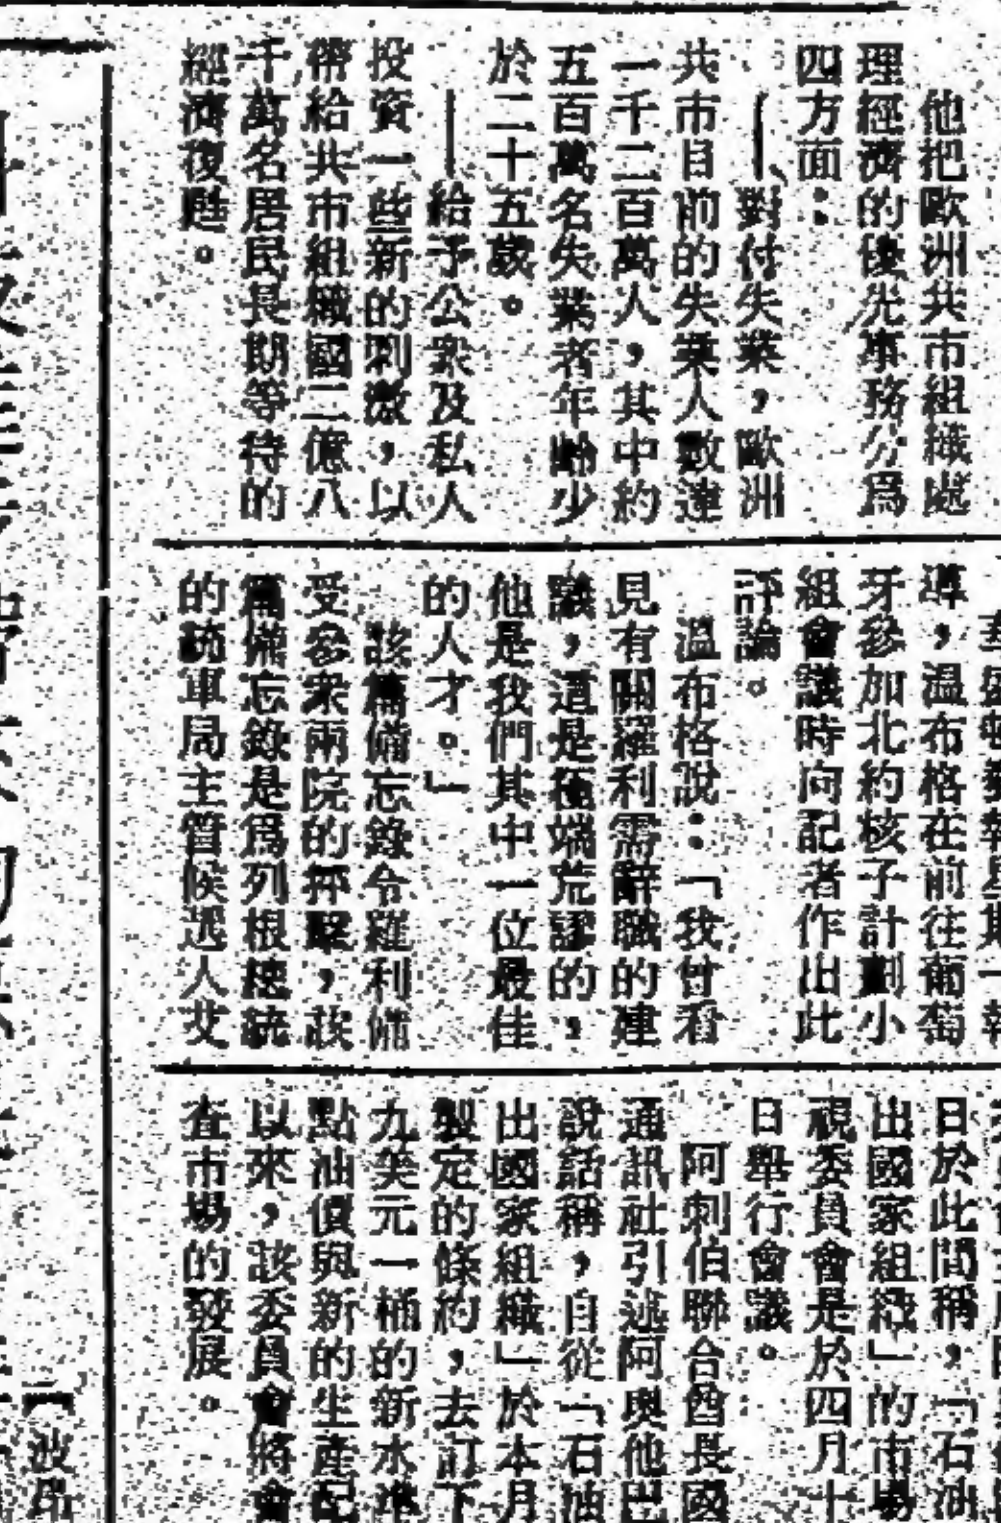 他把歐洲共市組織處
理經濟的優先事務分爲
四方面：
——對付失業，歐洲
共市目前的失業人數達
一千二百萬人，其中約
五百萬名失業者年齡少
於二十五歲。
——給予公衆及私人
投資一些新的刺激，以
帶給共市組織國二億八
千萬名居民長期等待的
經濟復甦。
導，温布格在前往葡萄
牙參加北約核子計劃小
組會議時向記者作出此
評論。
溫布格說：「我曾看
見有關羅利需辭職的建
議，這是極端荒謬的，
他是我們其中一位最佳
的人才。」
該篇備忘錄令羅利備
受參衆兩院的抨擊，該
篇備忘錄是爲列根總統
的 軍局主管候選人艾
日於此間稱，「石油
出國家組織」的市場
視委員會是於四月十
日舉行會議。
阿刺伯聯合酋長國
通訊社引述阿奥他巴
說話稱，自從「石油
出國家組織」於本月
製定的條約，去訂下
九美元一桶的新水準
點油價與新的生產配
以來，該委員會將會
查市場的發展。
【波昂